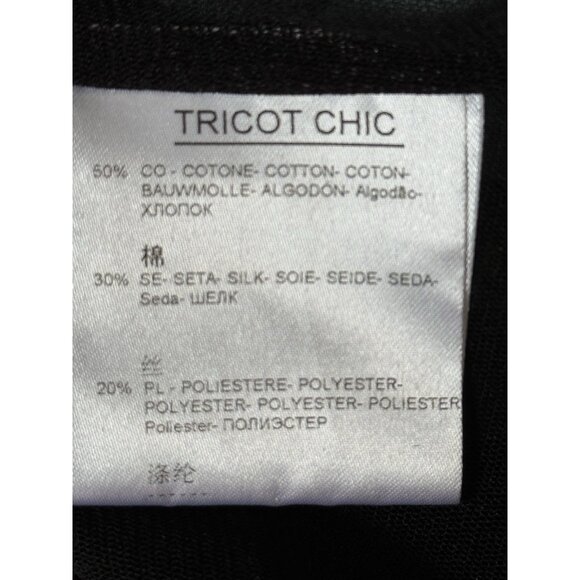 TRICOT CHIC
50% CO - COTONE- COTTON- COTON-
BAUWMOLLE- ALGODÓN- Algodão-
ХЛОПОК
棉
30% SE- SETA- SILK- SOIE- SEIDE- SEDA-
Seda- ШЕЛК
丝
20% PL - POLIESTERE- POLYESTER-
POLYESTER- POLYESTER- POLIESTER
Poliester- ПОЛИЭСТЕР
涤纶
------